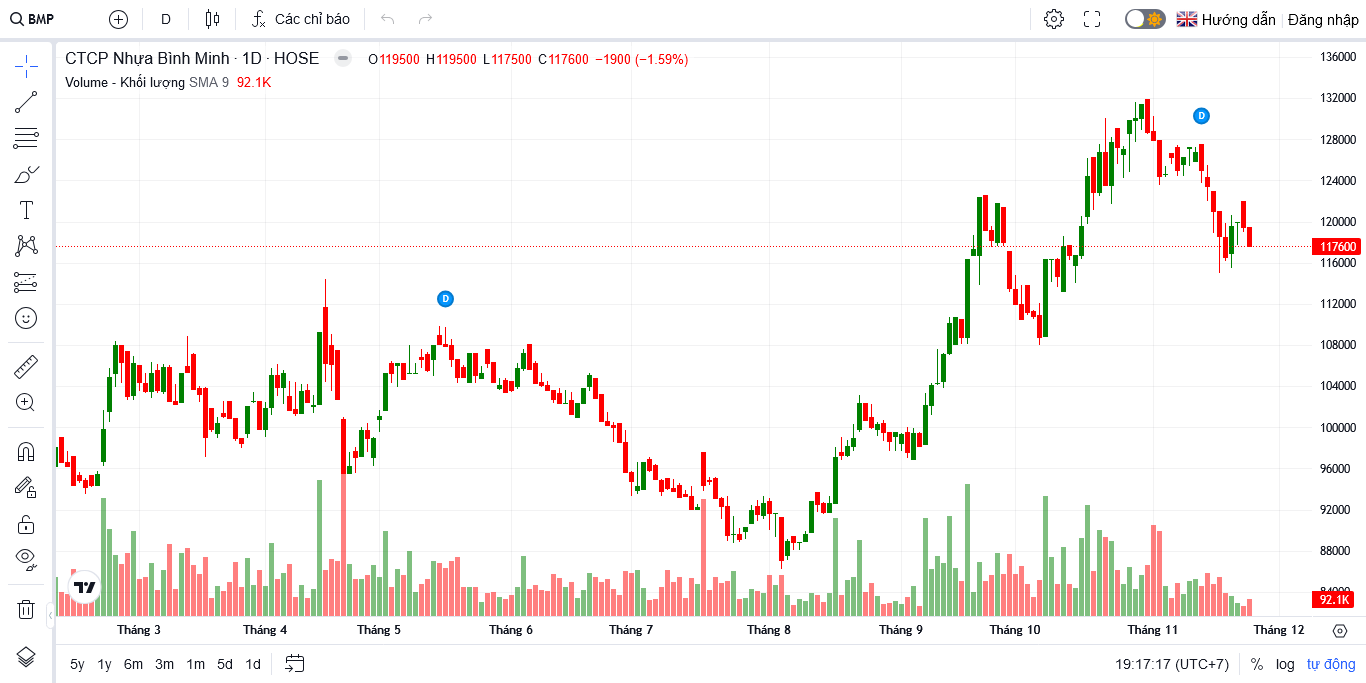 BMP D Các chỉ báo Hướng dẫn Đăng nhập
CTCP Nhựa Bình Minh · 1D · HOSE O119500 H119500 L117500 C117600 −1900 (−1.59%)
Volume - Khối lượng SMA 9 92.1K
136000
132000
D
128000
124000
120000
117600
116000
D
112000
108000
104000
100000
96000
92000
88000
84000
92.1K
Tháng 3 Tháng 4 Tháng 5 Tháng 6 Tháng 7 Tháng 8 Tháng 9 Tháng 10 Tháng 11 Tháng 12
5y 1y 6m 3m 1m 5d 1d 19:17:17 (UTC+7) % log tự động